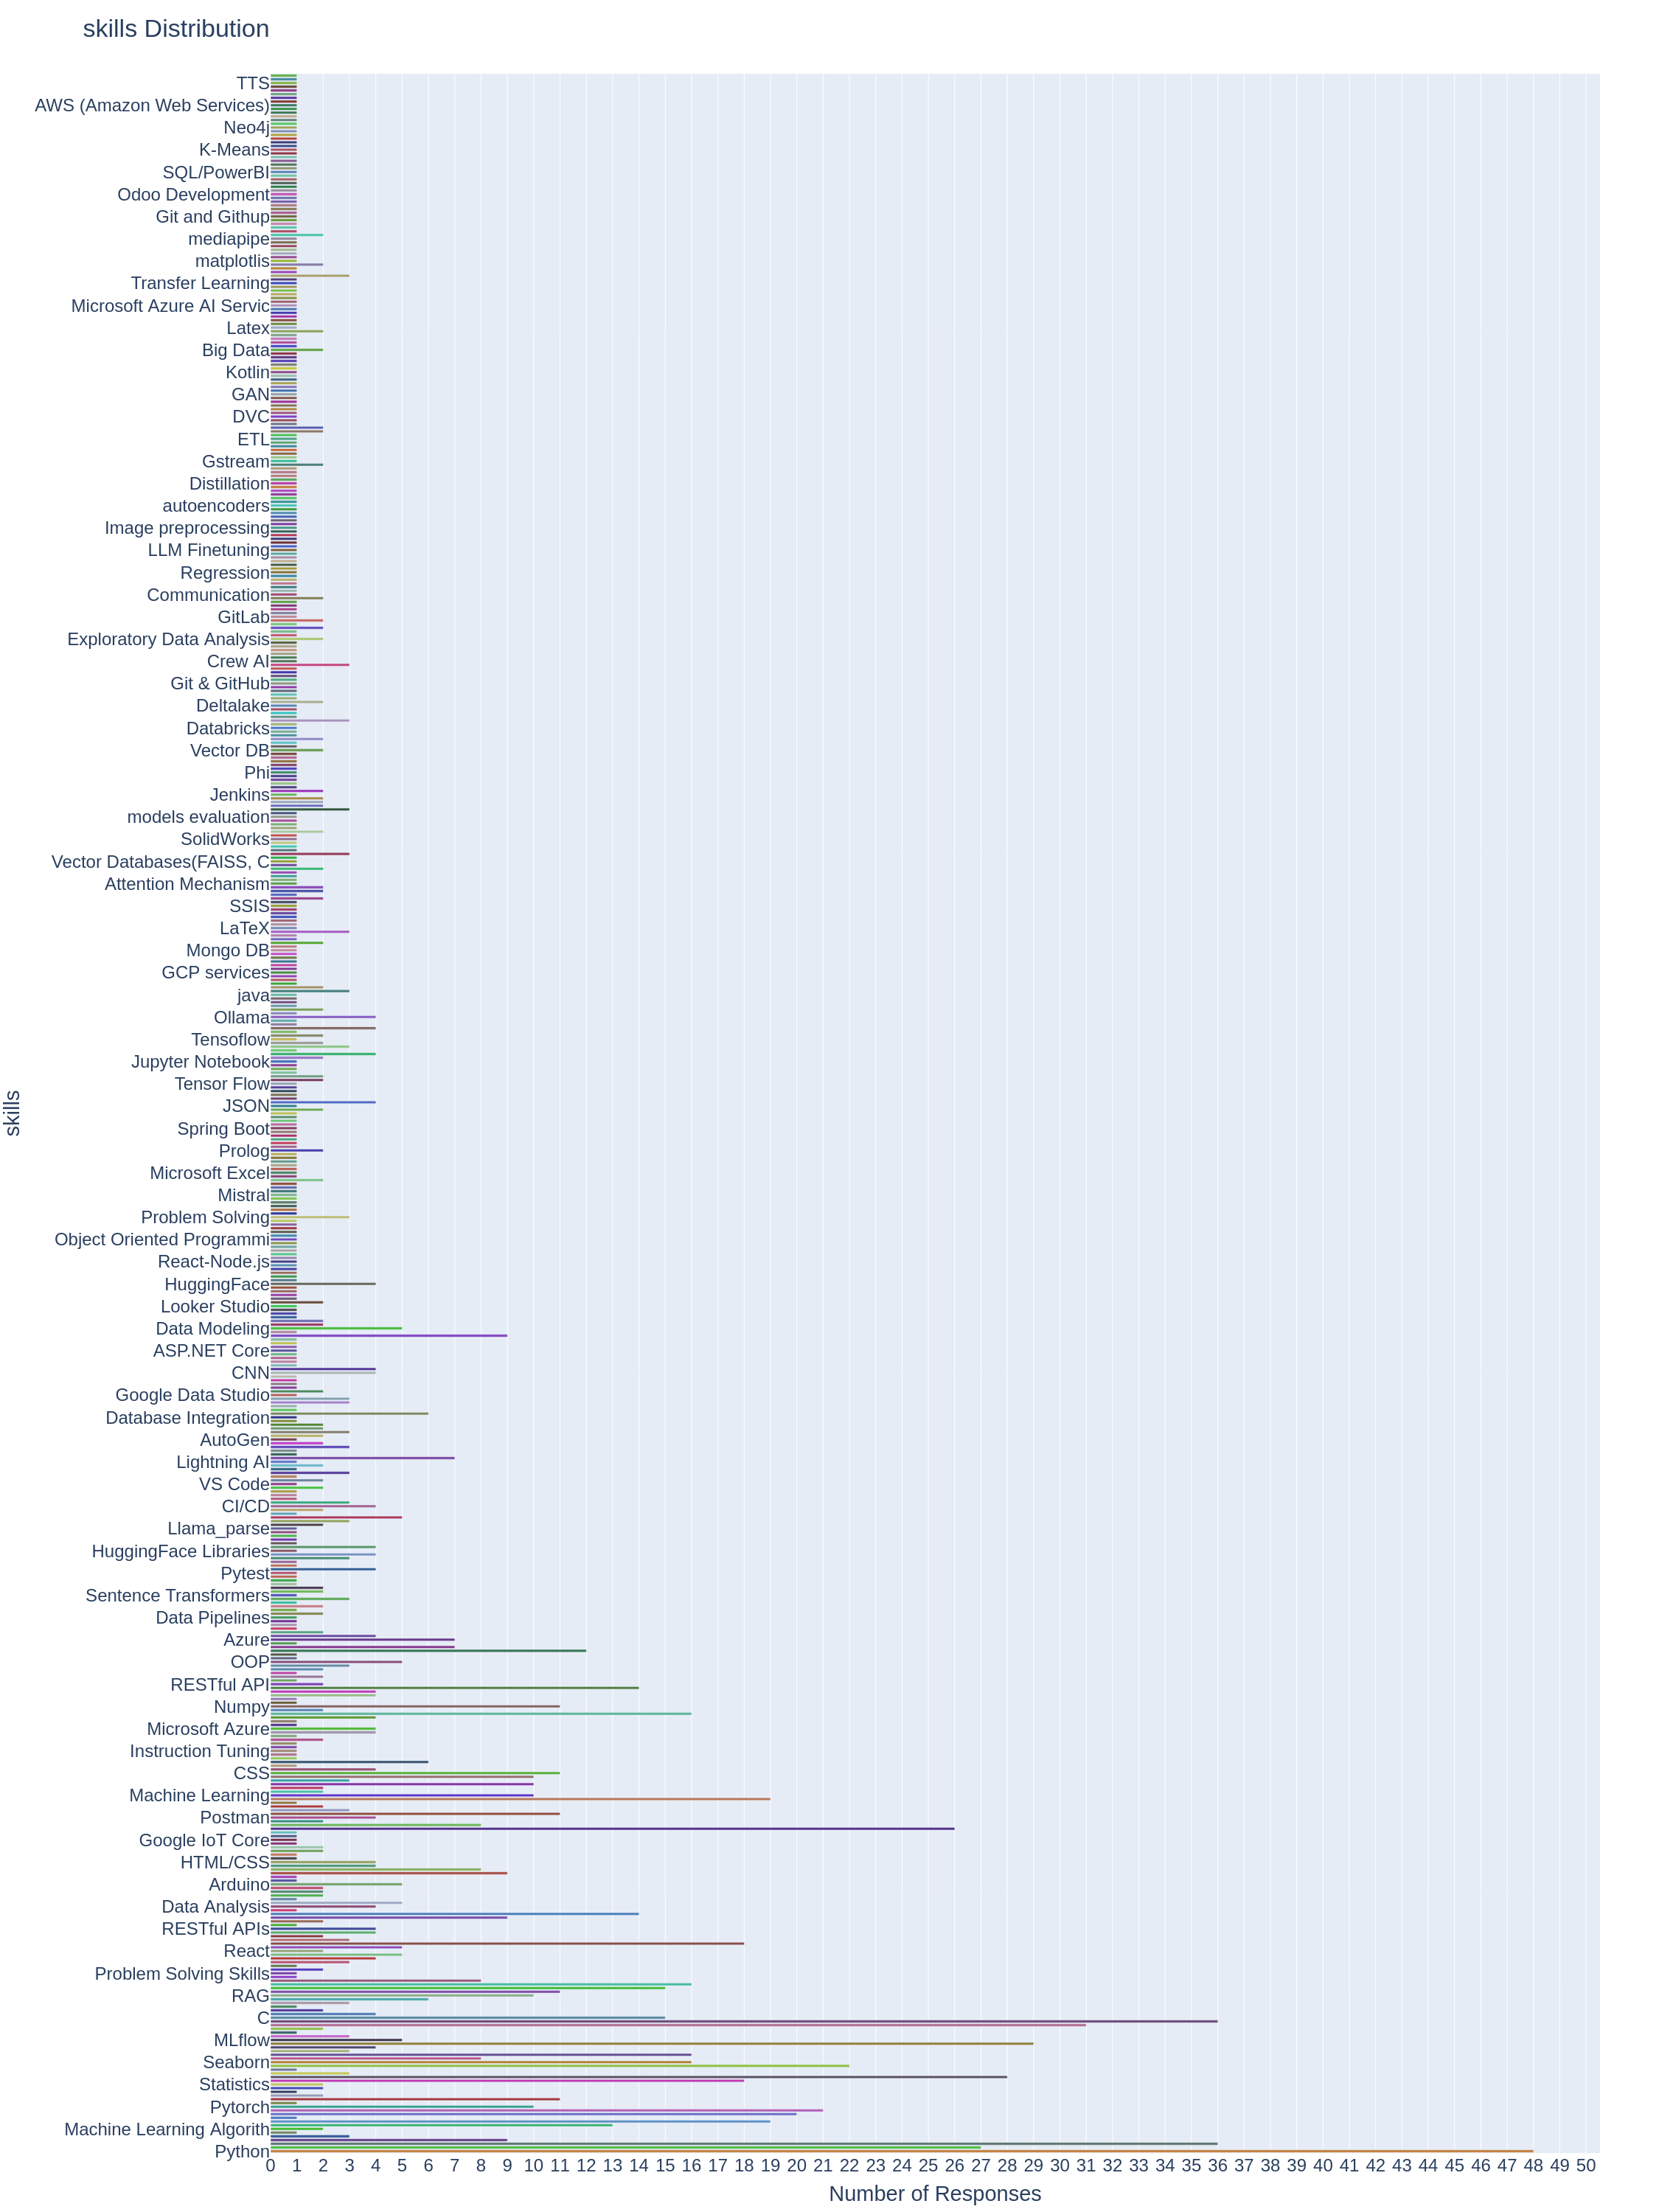 skills Distribution
TTS
AWS (Amazon Web Services)
Neo4j
K-Means
SQL/PowerBI
Odoo Development
Git and Githup
mediapipe
matplotlis
Transfer Learning
Microsoft Azure AI Servic
Latex
Big Data
Kotlin
GAN
DVC
ETL
Gstream
Distillation
autoencoders
Image preprocessing
LLM Finetuning
Regression
Communication
GitLab
Exploratory Data Analysis
Crew AI
Git & GitHub
Deltalake
Databricks
Vector DB
Phi
Jenkins
models evaluation
SolidWorks
Vector Databases(FAISS, C
Attention Mechanism
SSIS
LaTeX
Mongo DB
GCP services
java
Ollama
Tensoflow
Jupyter Notebook
Tensor Flow
JSON
Spring Boot
Prolog
Microsoft Excel
Mistral
Problem Solving
Object Oriented Programmi
React-Node.js
HuggingFace
Looker Studio
Data Modeling
ASP.NET Core
CNN
Google Data Studio
Database Integration
AutoGen
Lightning AI
VS Code
CI/CD
Llama_parse
HuggingFace Libraries
Pytest
Sentence Transformers
Data Pipelines
Azure
OOP
RESTful API
Numpy
Microsoft Azure
Instruction Tuning
CSS
Machine Learning
Postman
Google IoT Core
HTML/CSS
Arduino
Data Analysis
RESTful APIs
React
Problem Solving Skills
RAG
C
MLflow
Seaborn
Statistics
Pytorch
Machine Learning Algorith
Python
skills
0 1 2 3 4 5 6 7 8 9 10 11 12 13 14 15 16 17 18 19 20 21 22 23 24 25 26 27 28 29 30 31 32 33 34 35 36 37 38 39 40 41 42 43 44 45 46 47 48 49 50
Number of Responses